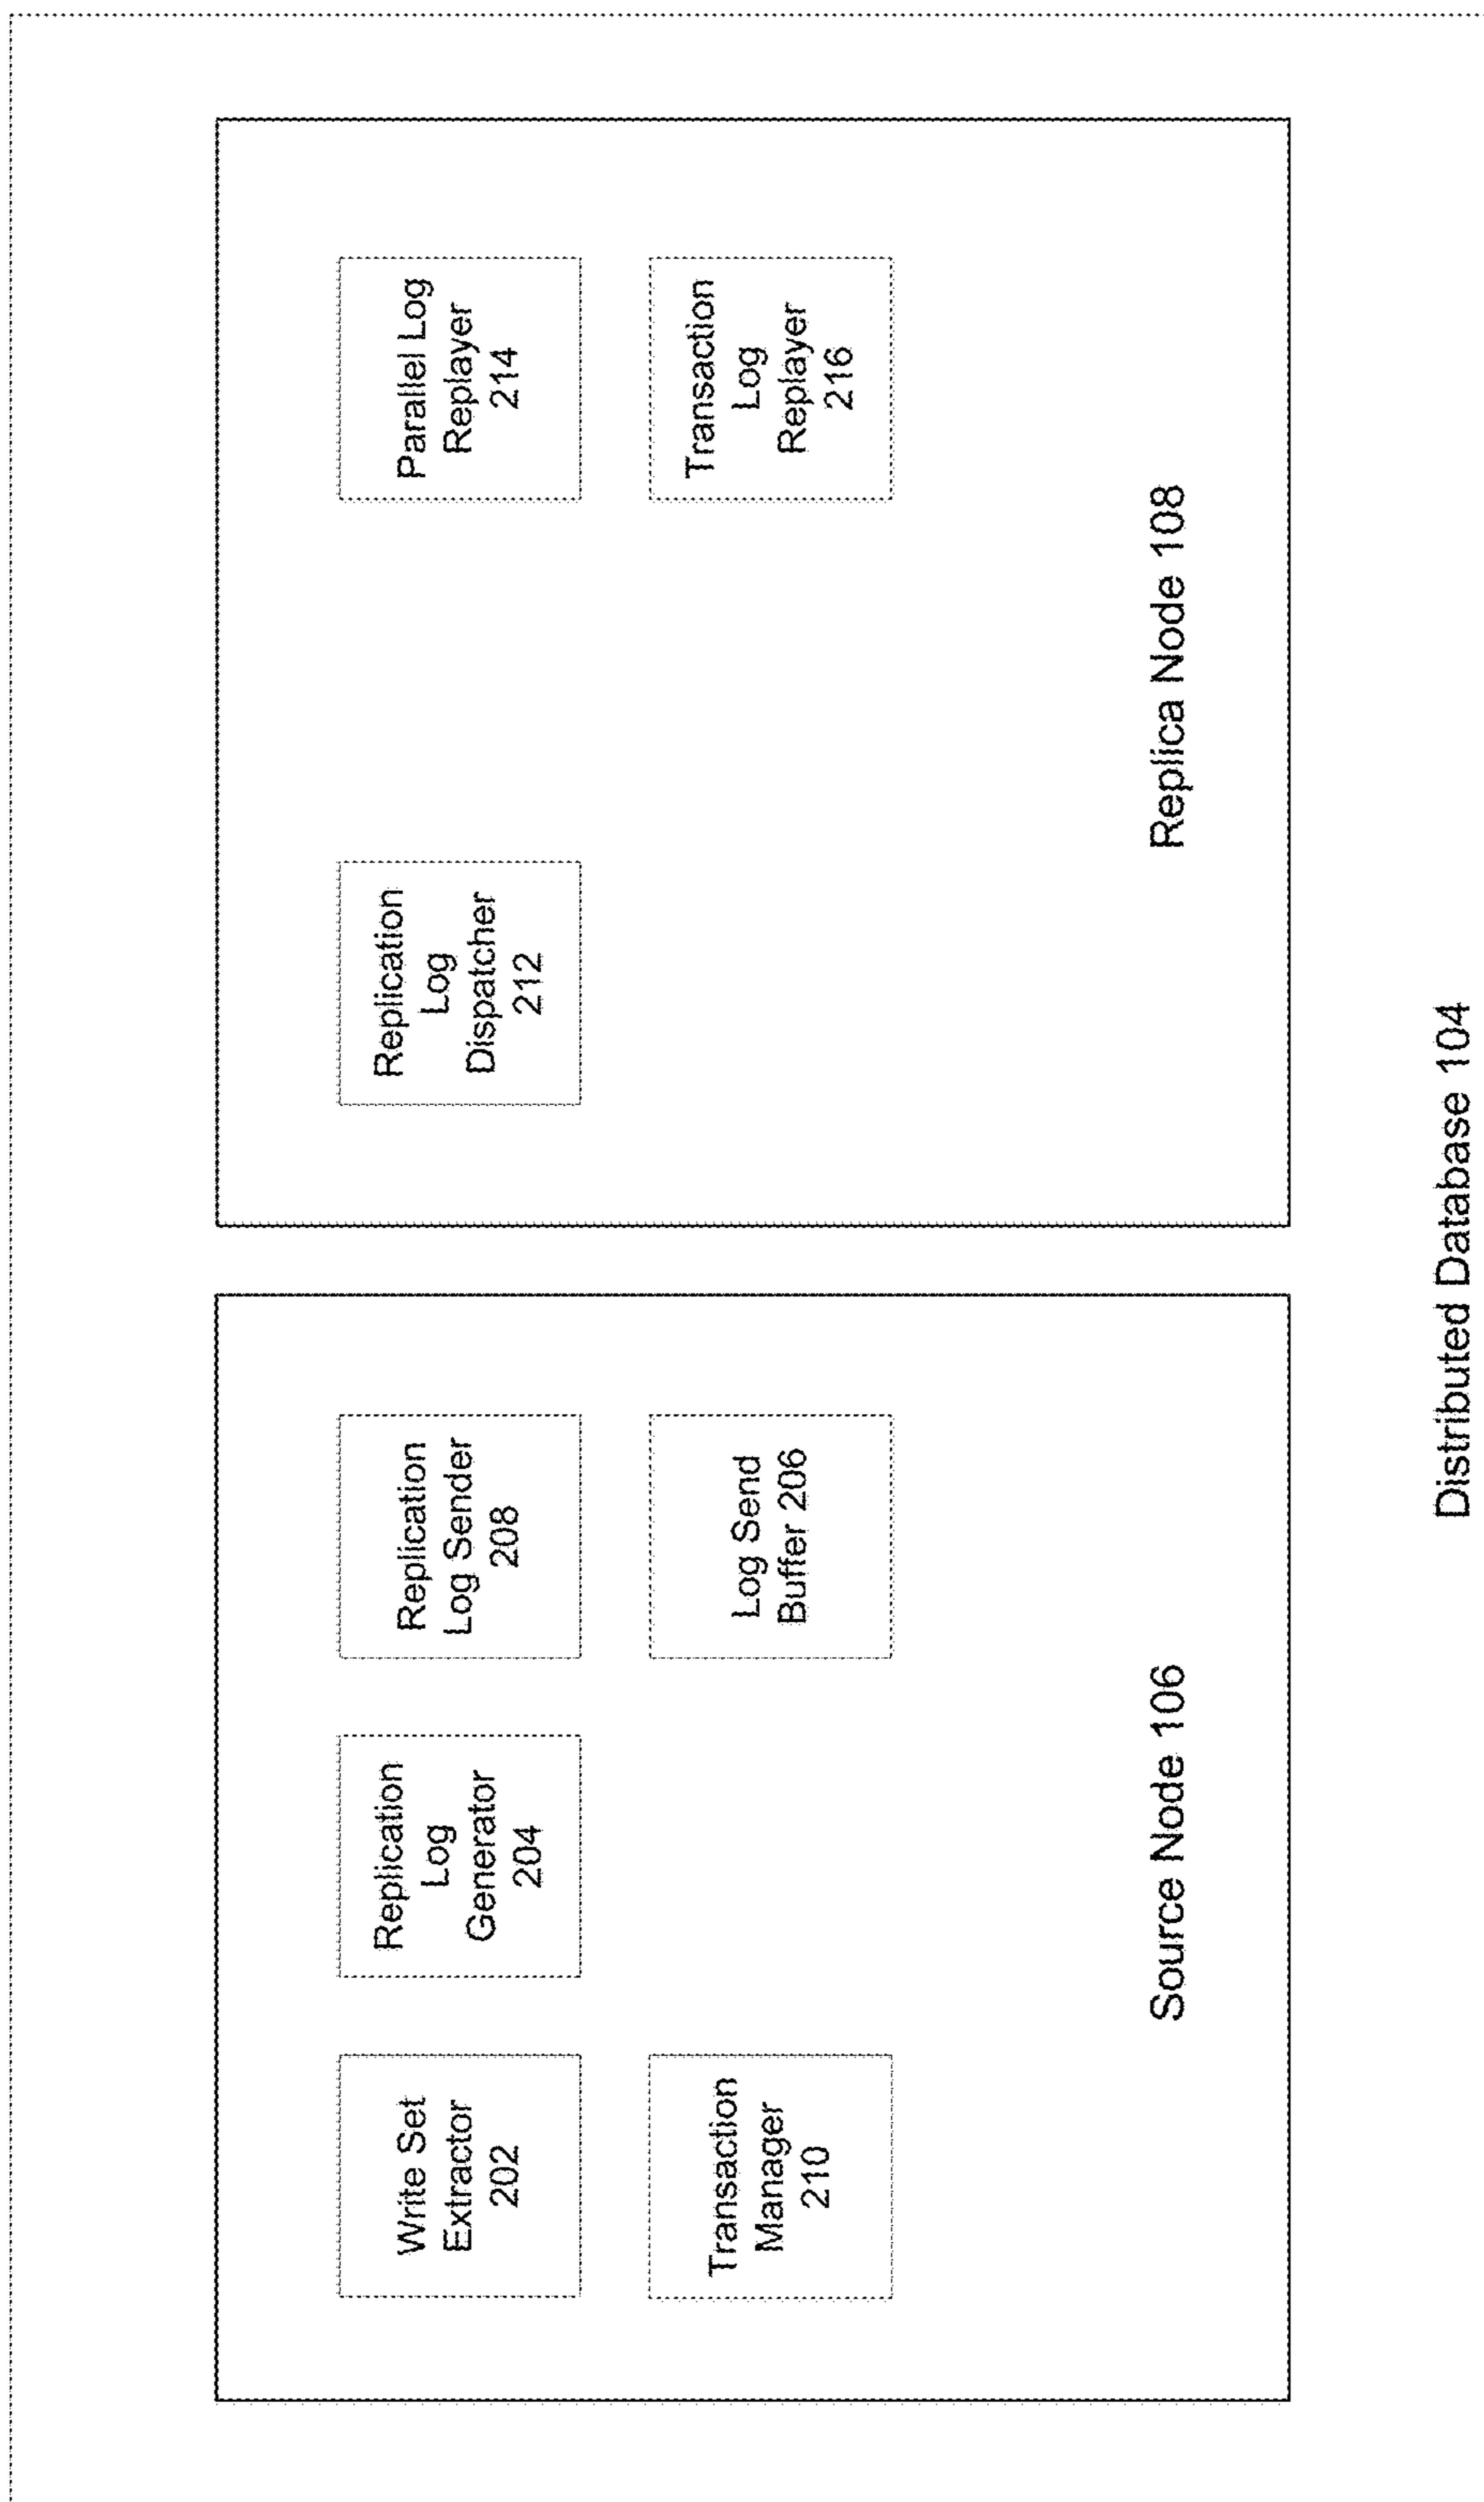 Write Set
Extractor
202
Replication
Log
Generator
204
Replication
Log Sender
208
Transaction
Manager
210
Log Send
Buffer 206
Source Node 106
Replication
Log
Dispatcher
212
Parallel Log
Replayer
214
Transaction
Log
Replayer
216
Replica Node 108
Distributed Database 104